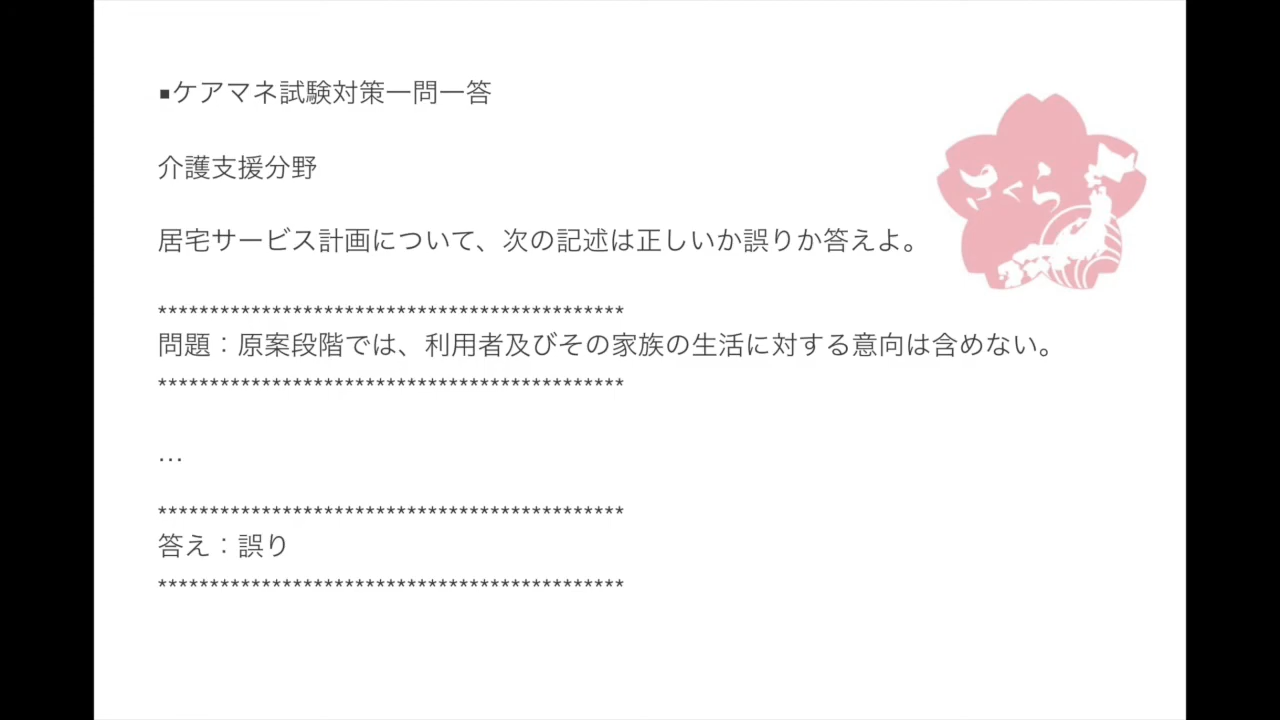 ▪ケアマネ試験対策一問一答
介護支援分野
居宅サービス計画について、次の記述は正しいか誤りか答えよ。
さくら
*********************************************
問題：原案段階では、利用者及びその家族の生活に対する意向は含めない。
*********************************************
…
*********************************************
答え：誤り
*********************************************